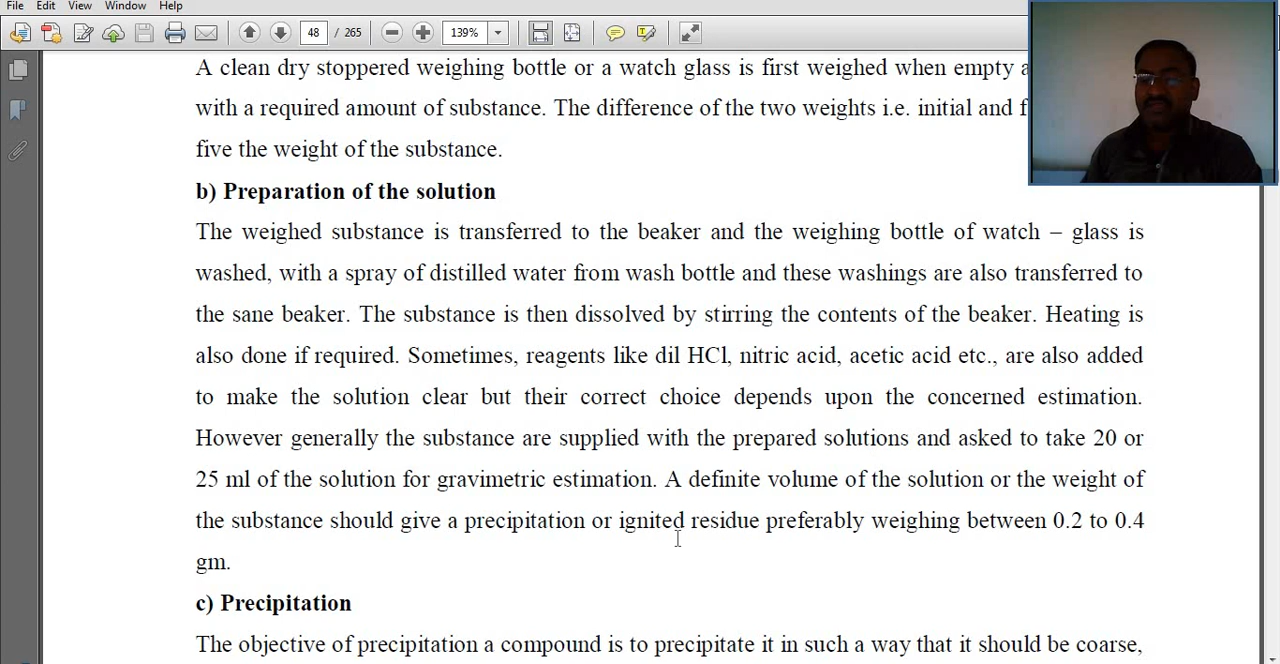 File Edit View Window Help
48 / 265 139%
A clean dry stoppered weighing bottle or a watch glass is first weighed when empty
with a required amount of substance. The difference of the two weights i.e. initial and
five the weight of the substance.
b) Preparation of the solution
The weighed substance is transferred to the beaker and the weighing bottle of watch – glass is
washed, with a spray of distilled water from wash bottle and these washings are also transferred to
the sane beaker. The substance is then dissolved by stirring the contents of the beaker. Heating is
also done if required. Sometimes, reagents like dil HCl, nitric acid, acetic acid etc., are also added
to make the solution clear but their correct choice depends upon the concerned estimation.
However generally the substance are supplied with the prepared solutions and asked to take 20 or
25 ml of the solution for gravimetric estimation. A definite volume of the solution or the weight of
the substance should give a precipitation or ignited residue preferably weighing between 0.2 to 0.4
gm.
c) Precipitation
The objective of precipitation a compound is to precipitate it in such a way that it should be coarse,